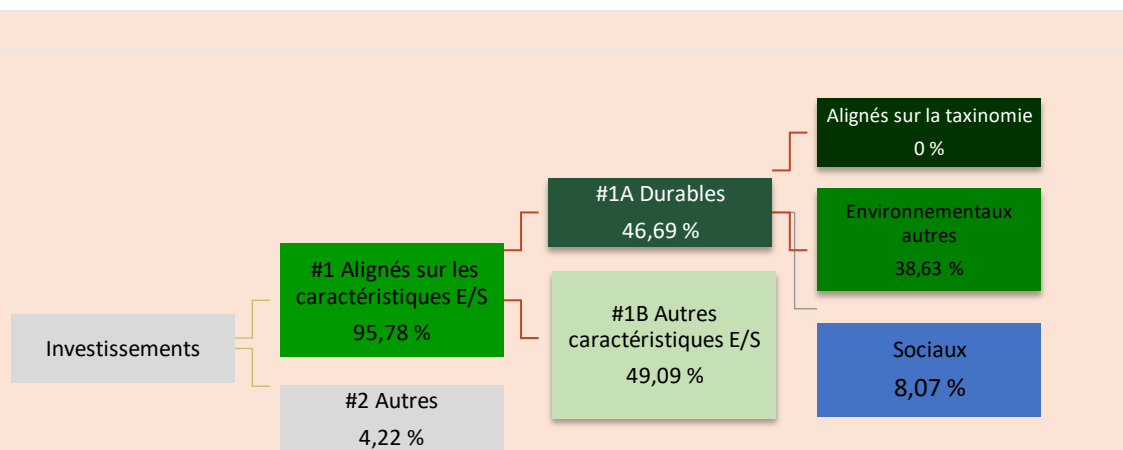 Investissements
#1 Alignés sur les
caractéristiques E/S
95,78 %
#2 Autres
4,22 %
#1A Durables
46,69 %
#1B Autres
caractéristiques E/S
49,09 %
Alignés sur la taxinomie
0 %
Environnementaux
autres
38,63 %
Sociaux
8,07 %